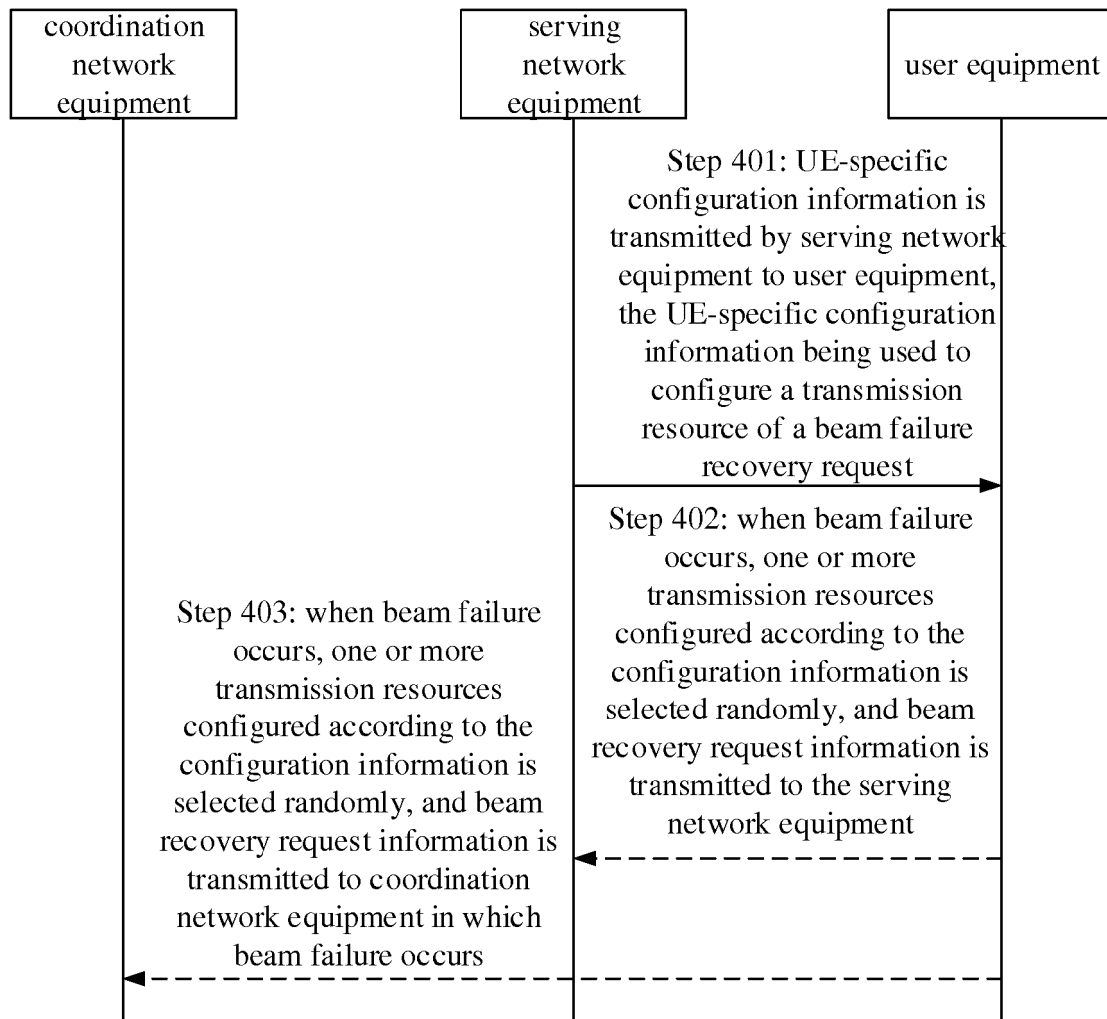 coordination
network
equipment
serving
network
equipment
user equipment
Step 401: UE-specific
configuration information is
transmitted by serving network
equipment to user equipment,
the UE-specific configuration
information being used to
configure a transmission
resource of a beam failure
recovery request
Step 402: when beam failure
occurs, one or more
transmission resources
configured according to the
configuration information is
selected randomly, and beam
recovery request information is
transmitted to the serving
network equipment
Step 403: when beam failure
occurs, one or more
transmission resources
configured according to the
configuration information is
selected randomly, and beam
recovery request information is
transmitted to coordination
network equipment in which
beam failure occurs